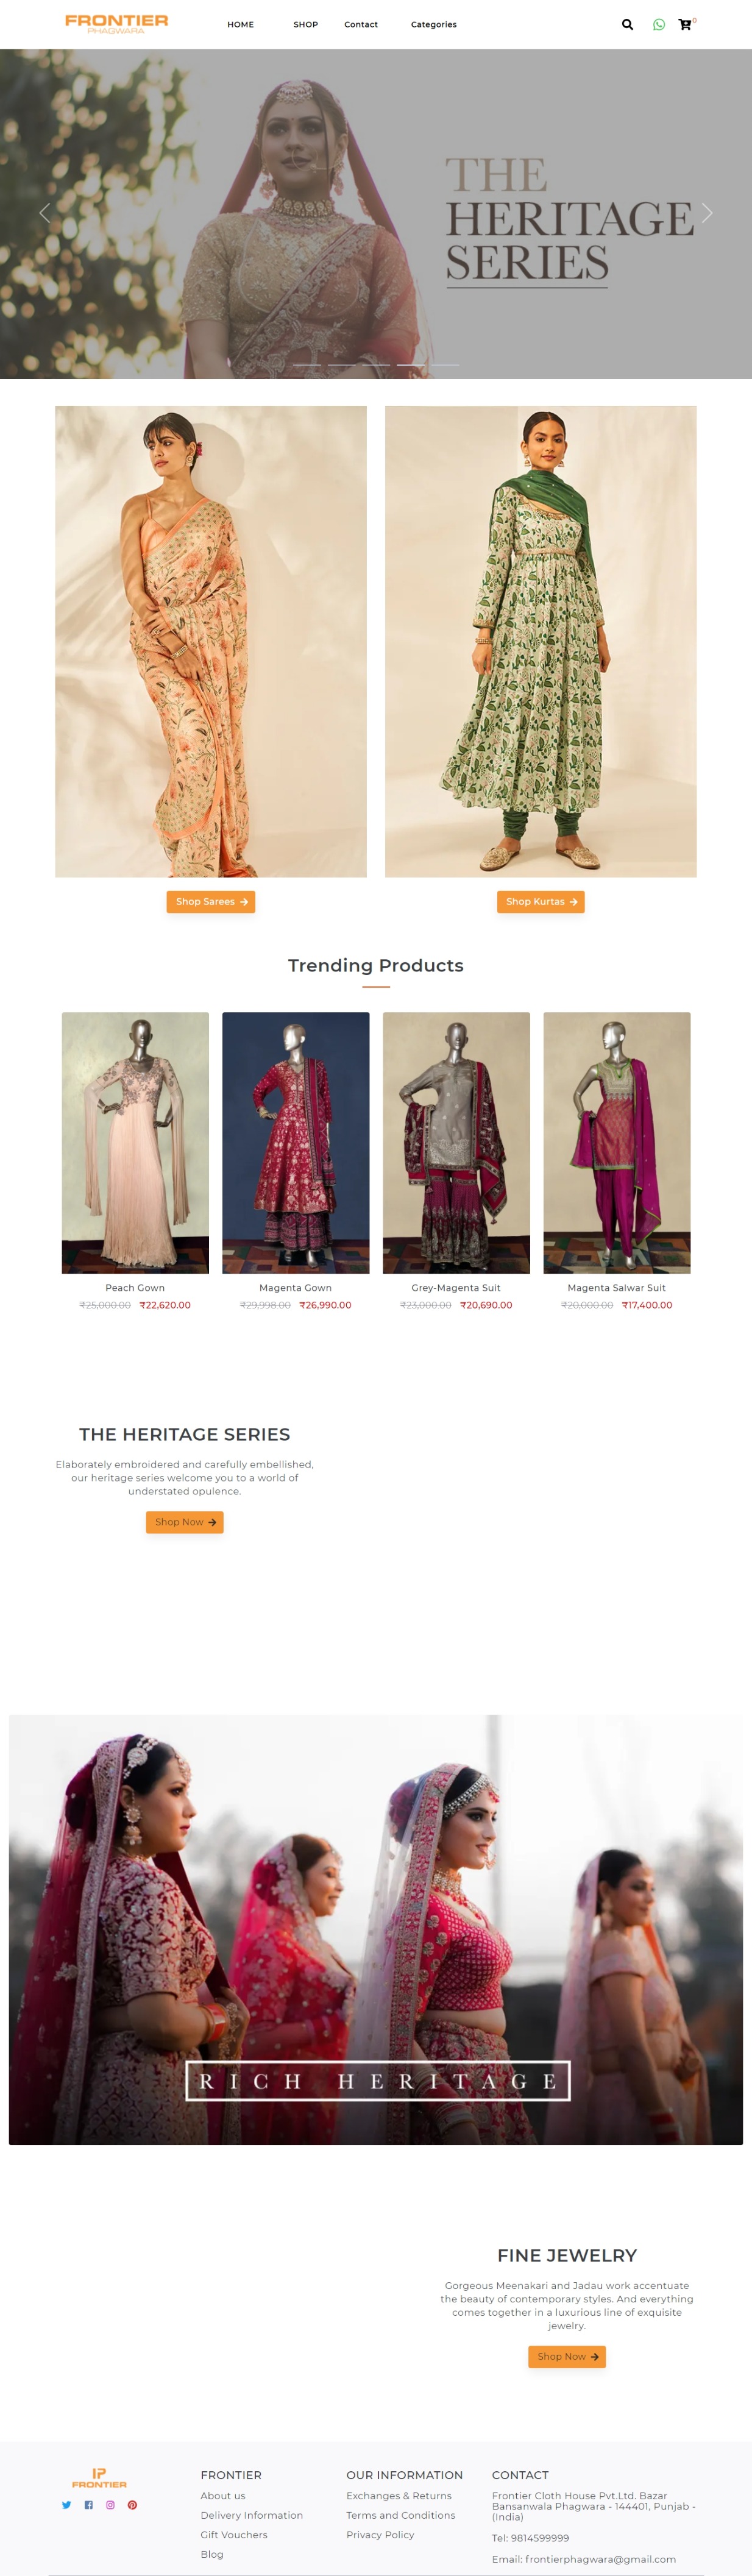 FRONTIER
PHAGWARA
HOME SHOP Contact Categories
0
THE
HERITAGE
SERIES
Shop Sarees
Shop Kurtas
Trending Products
Peach Gown
₹25,000.00 ₹22,620.00
Magenta Gown
₹29,998.00 ₹26,990.00
Grey-Magenta Suit
₹23,000.00 ₹20,690.00
Magenta Salwar Suit
₹20,000.00 ₹17,400.00
THE HERITAGE SERIES
Elaborately embroidered and carefully embellished,
our heritage series welcome you to a world of
understated opulence.
Shop Now
RICH HERITAGE
FINE JEWELRY
Gorgeous Meenakari and Jadau work accentuate
the beauty of contemporary styles. And everything
comes together in a luxurious line of exquisite
jewelry.
Shop Now
FRONTIER
FRONTIER
About us
Delivery Information
Gift Vouchers
Blog
OUR INFORMATION
Exchanges & Returns
Terms and Conditions
Privacy Policy
CONTACT
Frontier Cloth House Pvt.Ltd. Bazar
Bansanwala Phagwara - 144401, Punjab -
(India)
Tel: 9814599999
Email: frontierphagwara@gmail.com